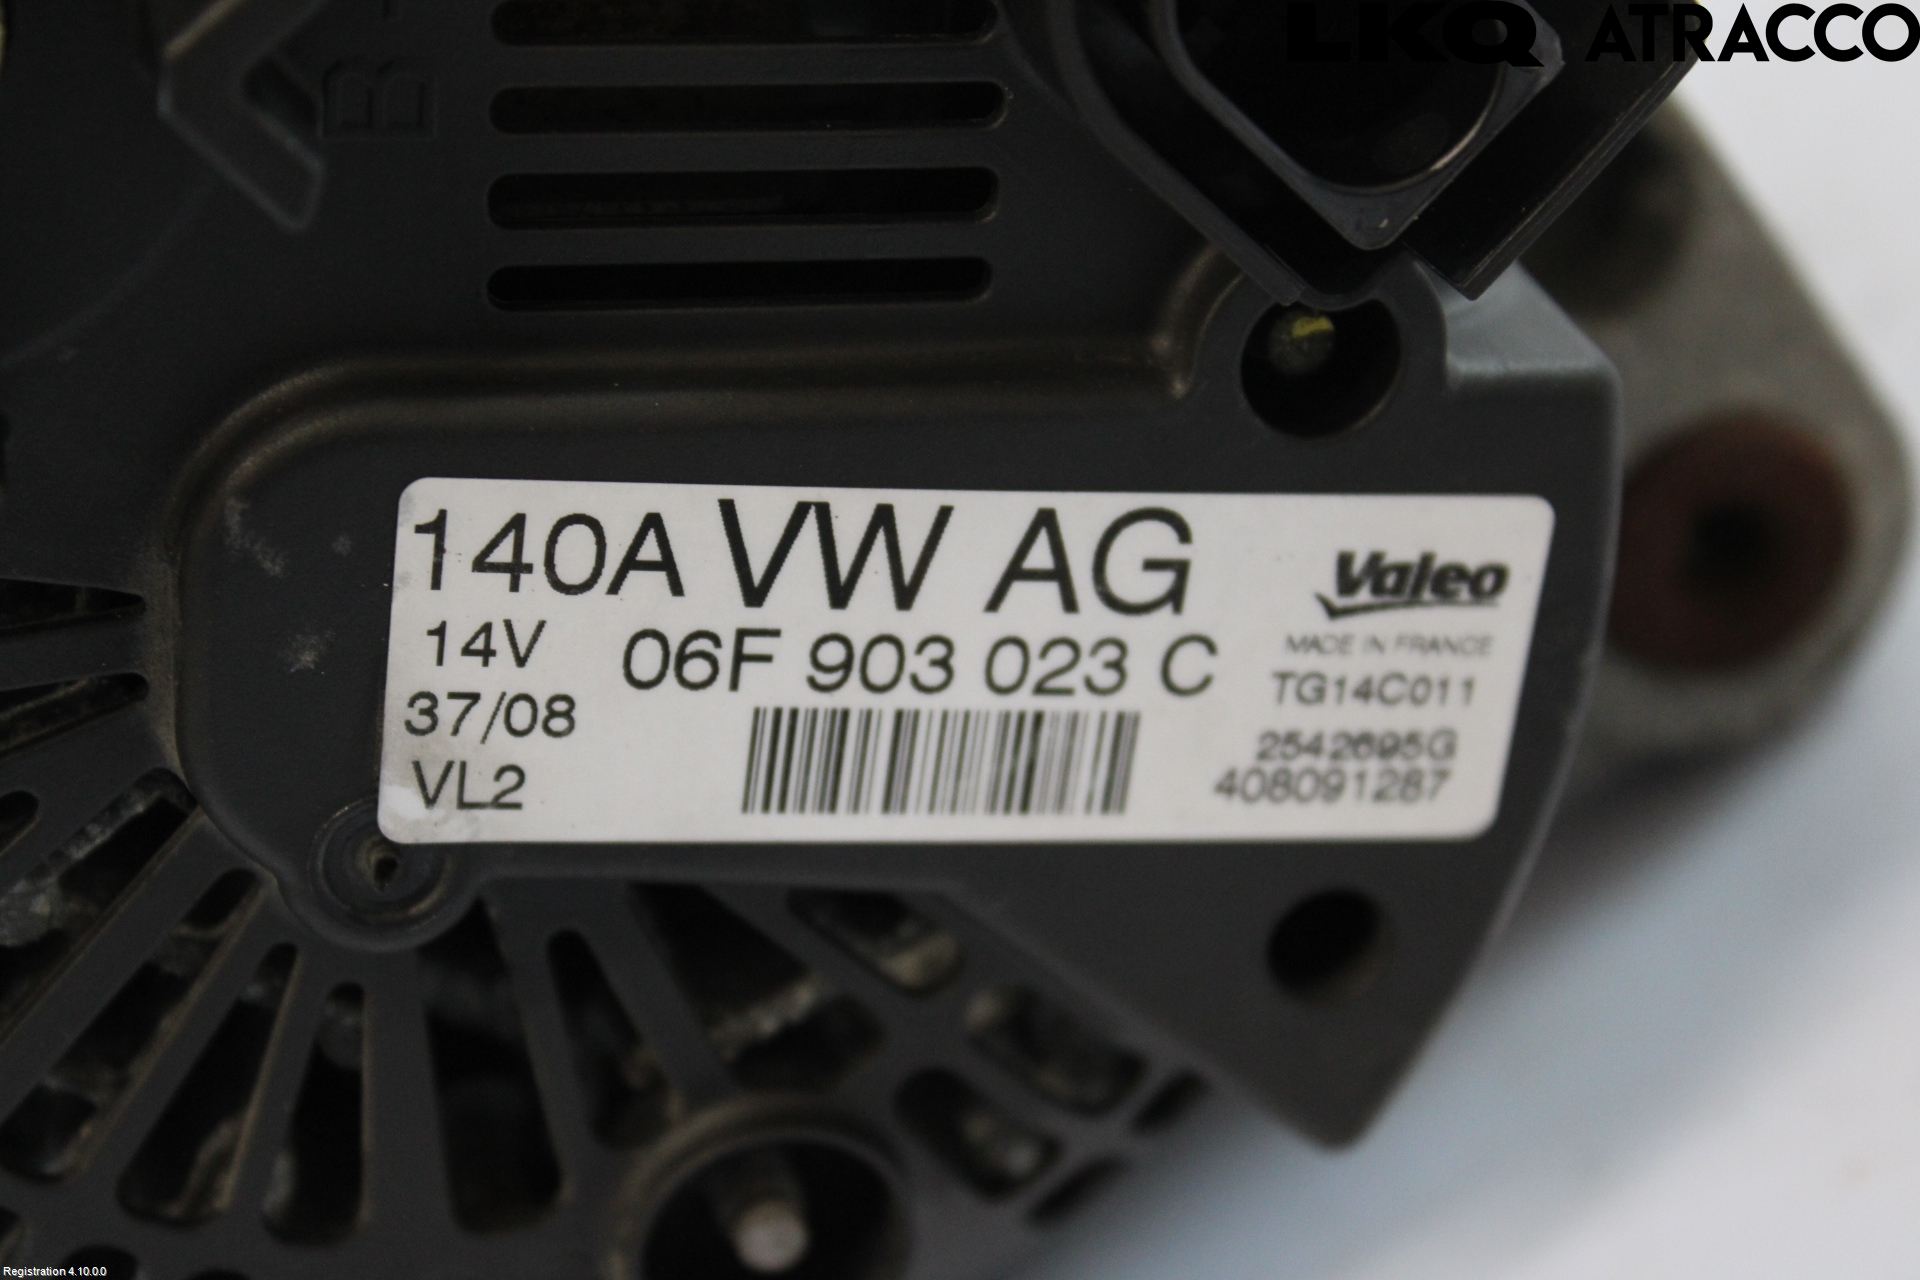 LKQ ATRACCO
B+
140A VW AG
14V
06F 903 023 C
37/08
VL2
Valeo
MADE IN FRANCE
TG14C011
2542695G
408091287
Registration 4.10.0.0